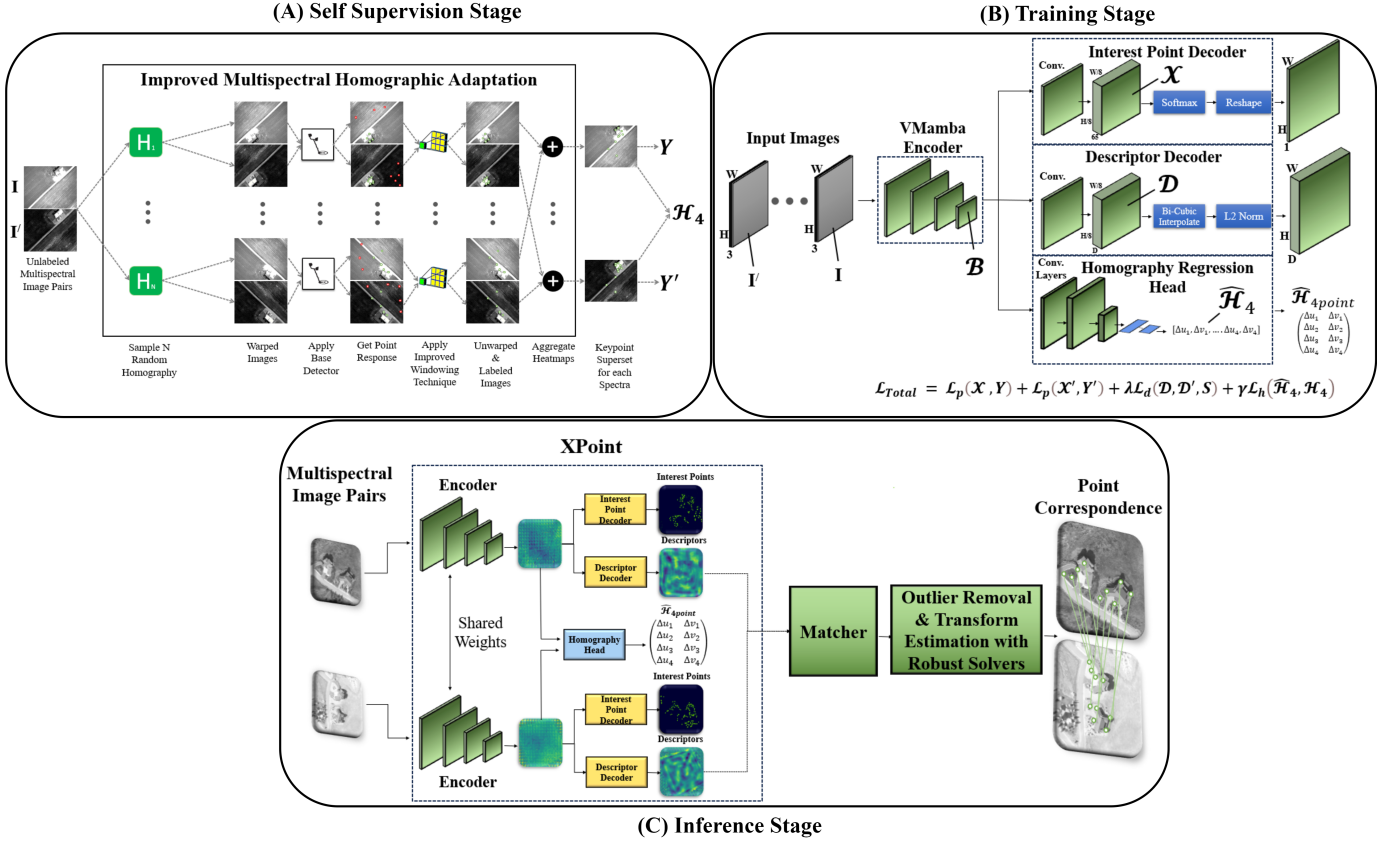 (A) Self Supervision Stage
Improved Multispectral Homographic Adaptation
I
I/
Unlabeled
Multispectral
Image Pairs
H1
HN
Y
ℋ4
Y′
Sample N
Random
Homography
Warped
Images
Apply
Base
Detector
Get Point
Response
Apply
Improved
Windowing
Technique
Unwarped
&
Labeled
Images
Aggregate
Heatmaps
Keypoint
Superset
for each
Spectra
(B) Training Stage
Input Images
W
H
3
I/
W
H
3
I
VMamba
Encoder
ℬ
Interest Point Decoder
Conv.
W/8
H/8
65
𝒳
Softmax
Reshape
W
H
1
Descriptor Decoder
Conv.
W/8
H/8
D
𝒟
Bi-Cubic
Interpolate
L2 Norm
W
H
D
Conv.
Layers
Homography Regression
Head
ℋ̂4
[Δu1, Δv1, ..., Δu4, Δv4]
ℋ̂4point
Δu1 Δv1
Δu2 Δv2
Δu3 Δv3
Δu4 Δv4
ℒTotal = ℒp(𝒳, Y) + ℒp(𝒳′, Y′) + λℒd(𝒟, 𝒟′, S) + γℒh(ℋ̂4, ℋ4)
XPoint
Multispectral
Image Pairs
Encoder
Shared
Weights
Encoder
Interest
Point
Decoder
Descriptor
Decoder
Interest Points
Descriptors
Homography
Head
ℋ̂4point
Δu1 Δv1
Δu2 Δv2
Δu3 Δv3
Δu4 Δv4
Interest
Point
Decoder
Descriptor
Decoder
Interest Points
Descriptors
Matcher
Outlier Removal
& Transform
Estimation with
Robust Solvers
Point
Correspondence
(C) Inference Stage